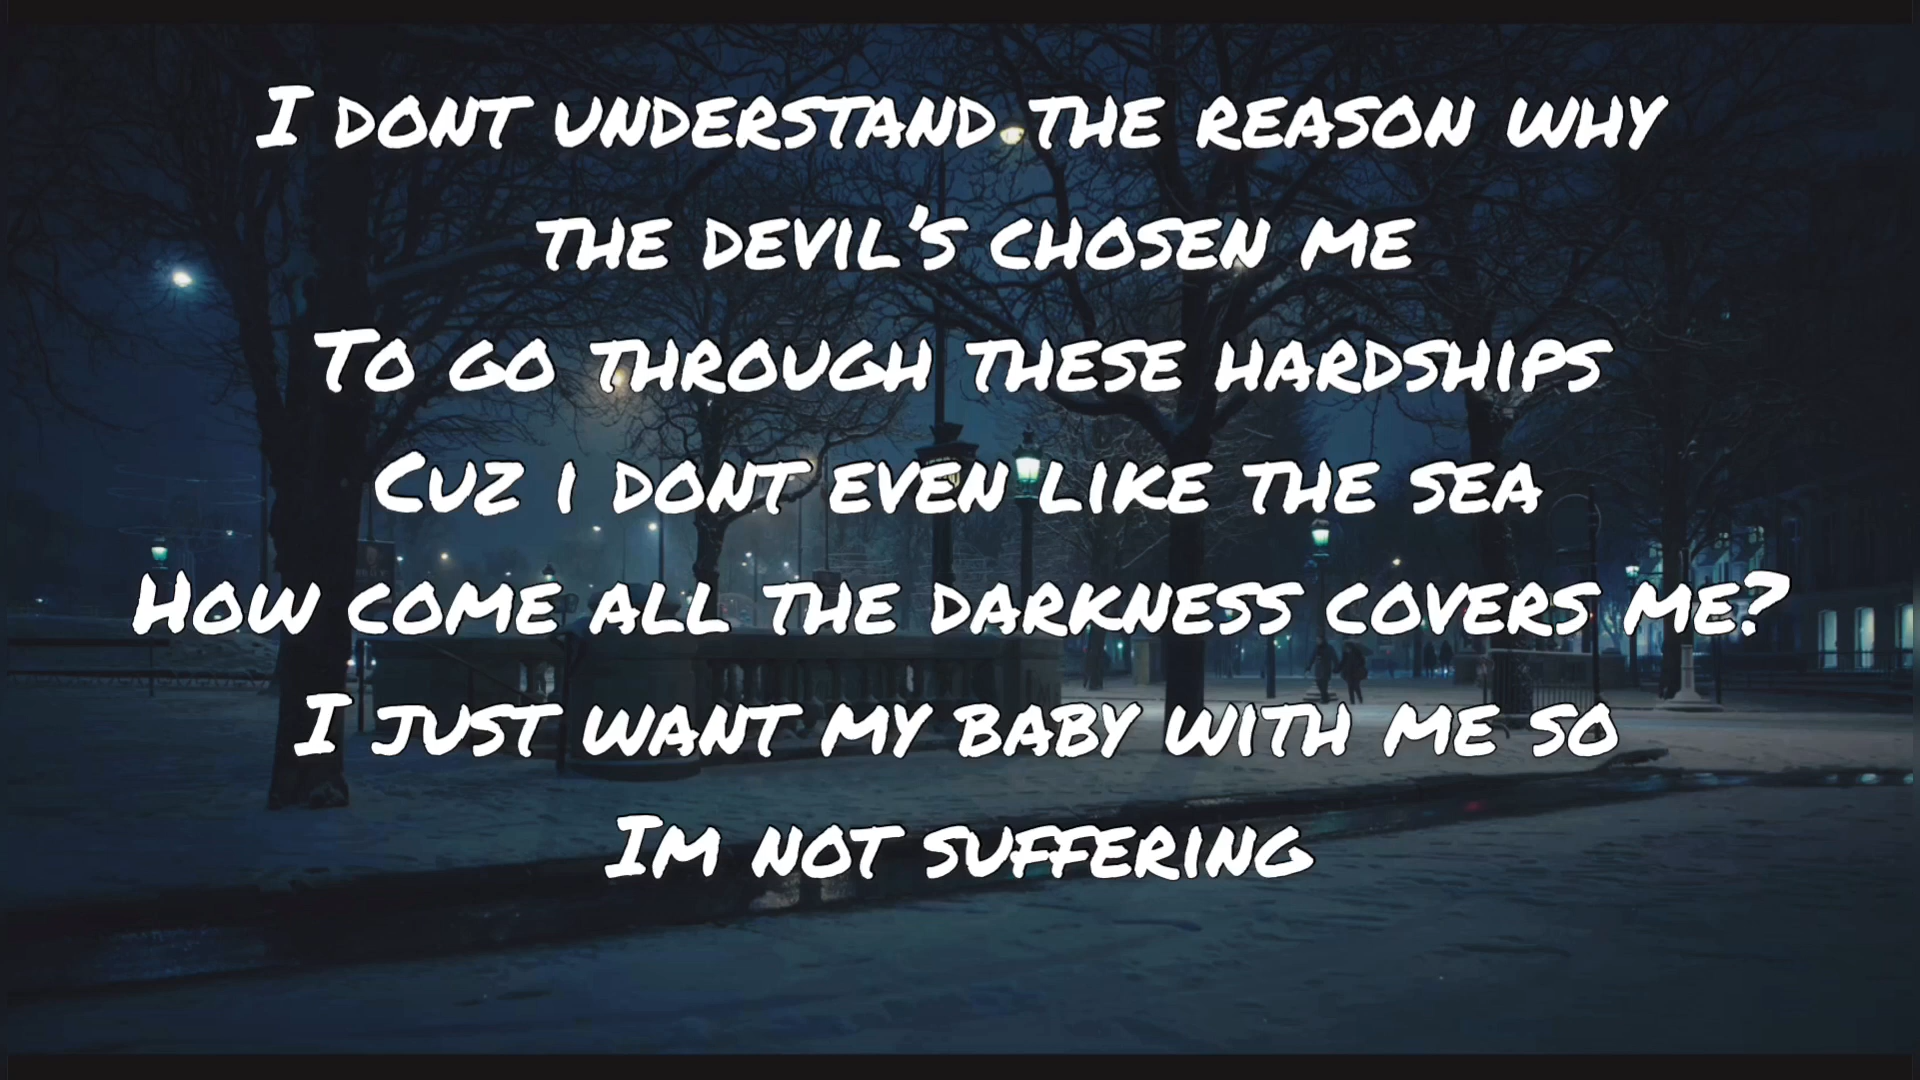 I dont understand the reason why
the devil's chosen me
To go through these hardships
Cuz i dont even like the sea
How come all the darkness covers me?
I just want my baby with me so
Im not suffering